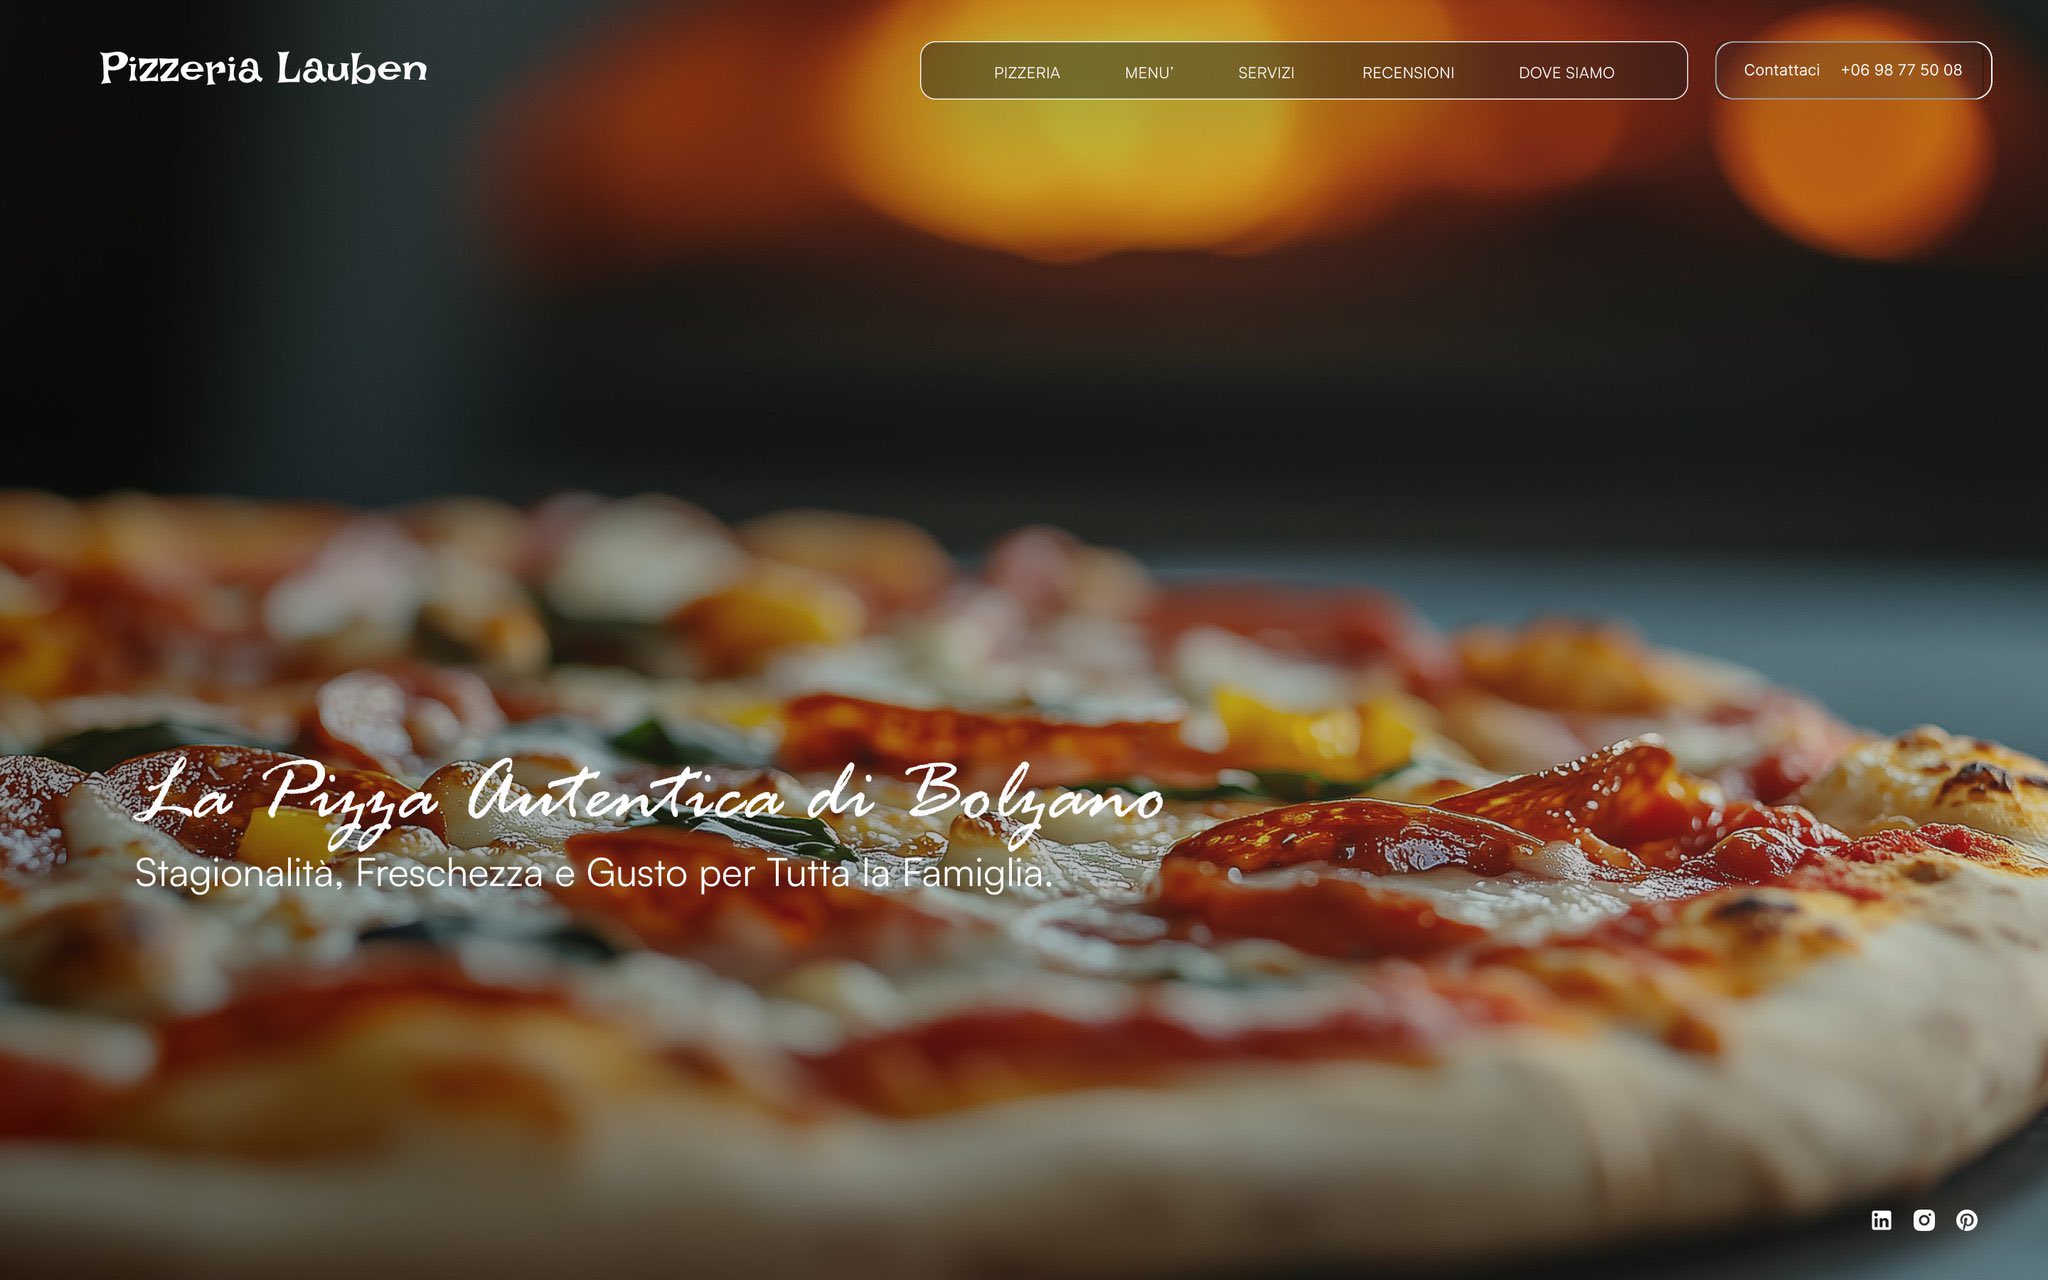 Pizzeria Lauben
PIZZERIA MENU' SERVIZI RECENSIONI DOVE SIAMO
Contattaci +06 98 77 50 08
La Pizza Autentica di Bolzano
Stagionalità, Freschezza e Gusto per Tutta la Famiglia.
in